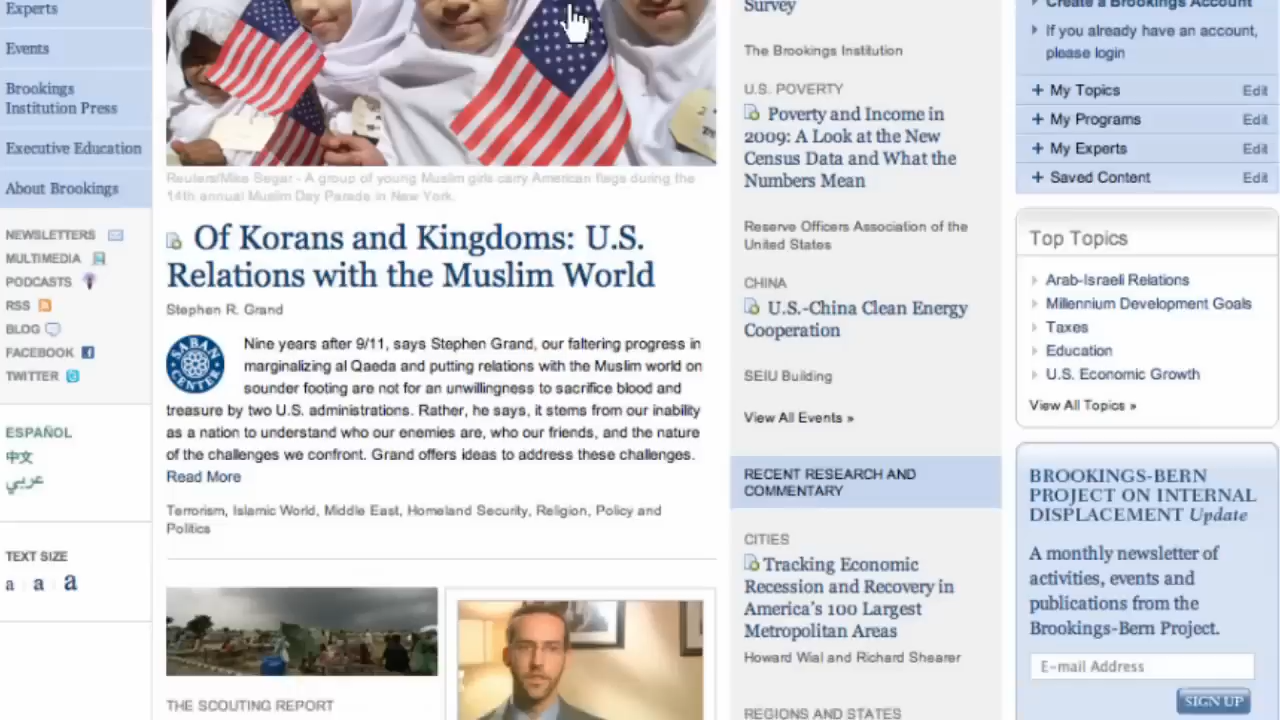 Experts
Events
Brookings
Institution Press
Executive Education
About Brookings
NEWSLETTERS
MULTIMEDIA
PODCASTS
RSS
BLOG
FACEBOOK
TWITTER
ESPAÑOL
中文
عربي
TEXT SIZE
a a a
Reuters/Mike Segar - A group of young Muslim girls carry American flags during the
14th annual Muslim Day Parade in New York.
Of Korans and Kingdoms: U.S.
Relations with the Muslim World
Stephen R. Grand
SABAN
CENTER
Nine years after 9/11, says Stephen Grand, our faltering progress in
marginalizing al Qaeda and putting relations with the Muslim world on
sounder footing are not for an unwillingness to sacrifice blood and
treasure by two U.S. administrations. Rather, he says, it stems from our inability
as a nation to understand who our enemies are, who our friends, and the nature
of the challenges we confront. Grand offers ideas to address these challenges.
Read More
Terrorism, Islamic World, Middle East, Homeland Security, Religion, Policy and
Politics
THE SCOUTING REPORT
Survey
The Brookings Institution
U.S. POVERTY
Poverty and Income in
2009: A Look at the New
Census Data and What the
Numbers Mean
Reserve Officers Association of the
United States
CHINA
U.S.-China Clean Energy
Cooperation
SEIU Building
View All Events »
RECENT RESEARCH AND
COMMENTARY
CITIES
Tracking Economic
Recession and Recovery in
America's 100 Largest
Metropolitan Areas
Howard Wial and Richard Shearer
REGIONS AND STATES
Create a Brookings Account
If you already have an account,
please login
+ My Topics Edit
+ My Programs Edit
+ My Experts Edit
+ Saved Content Edit
Top Topics
Arab-Israeli Relations
Millennium Development Goals
Taxes
Education
U.S. Economic Growth
View All Topics »
BROOKINGS-BERN
PROJECT ON INTERNAL
DISPLACEMENT Update
A monthly newsletter of
activities, events and
publications from the
Brookings-Bern Project.
E-mail Address
SIGN UP